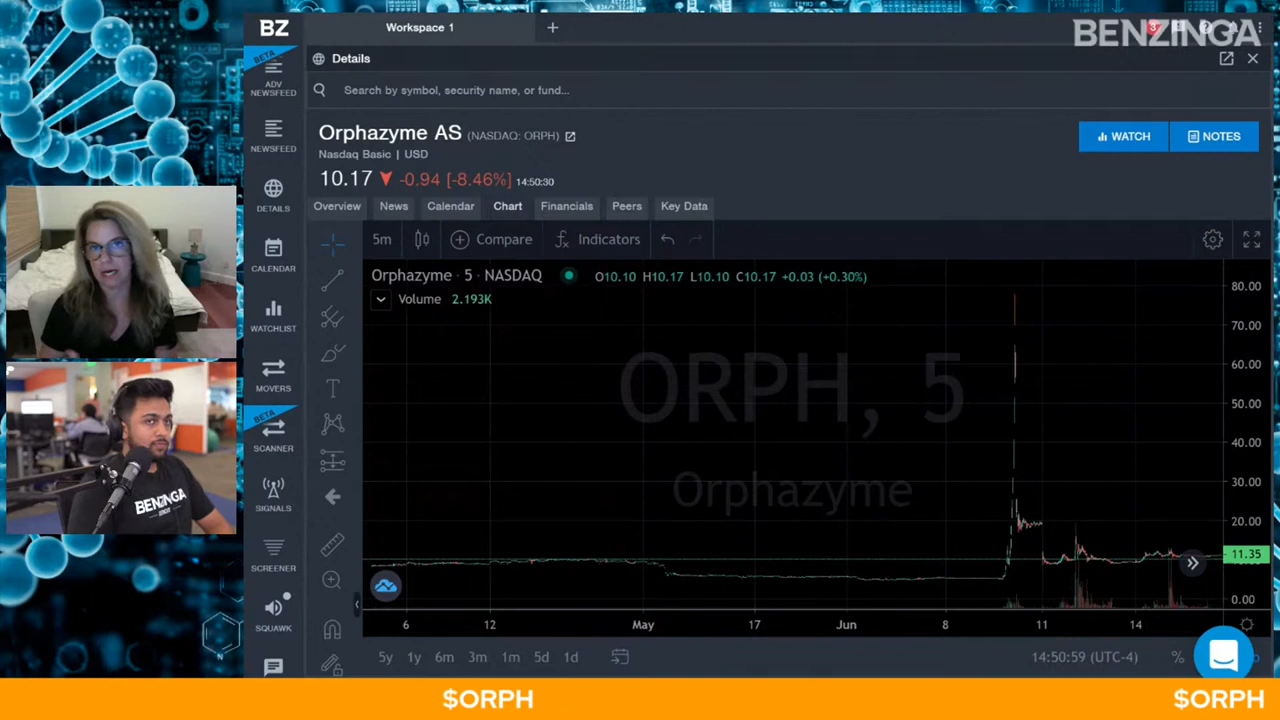 BZ
Workspace 1
BENZINGA
3
BETA
ADV
NEWSFEED
NEWSFEED
DETAILS
CALENDAR
WATCHLIST
MOVERS
BETA
SCANNER
SIGNALS
SCREENER
SQUAWK
Details
Search by symbol, security name, or fund...
Orphazyme AS (NASDAQ: ORPH)
Nasdaq Basic | USD
10.17 -0.94 [-8.46%] 14:50:30
WATCH
NOTES
Overview News Calendar Chart Financials Peers Key Data
5m Compare Indicators
Orphazyme · 5 · NASDAQ O10.10 H10.17 L10.10 C10.17 +0.03 (+0.30%)
Volume 2.193K
ORPH, 5
Orphazyme
80.00
70.00
60.00
50.00
40.00
30.00
20.00
11.35
0.00
6 12 May 17 Jun 8 11 14
5y 1y 6m 3m 1m 5d 1d
14:50:59 (UTC-4) %
BENZINGA
$ORPH $ORPH